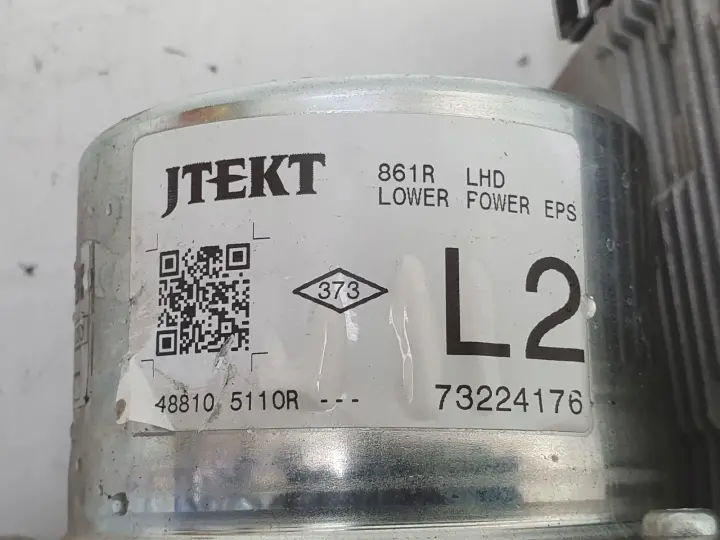 JTEKT
861R LHD
LOWER FOWER EPS
373
L2
48810 5110R ---
73224176